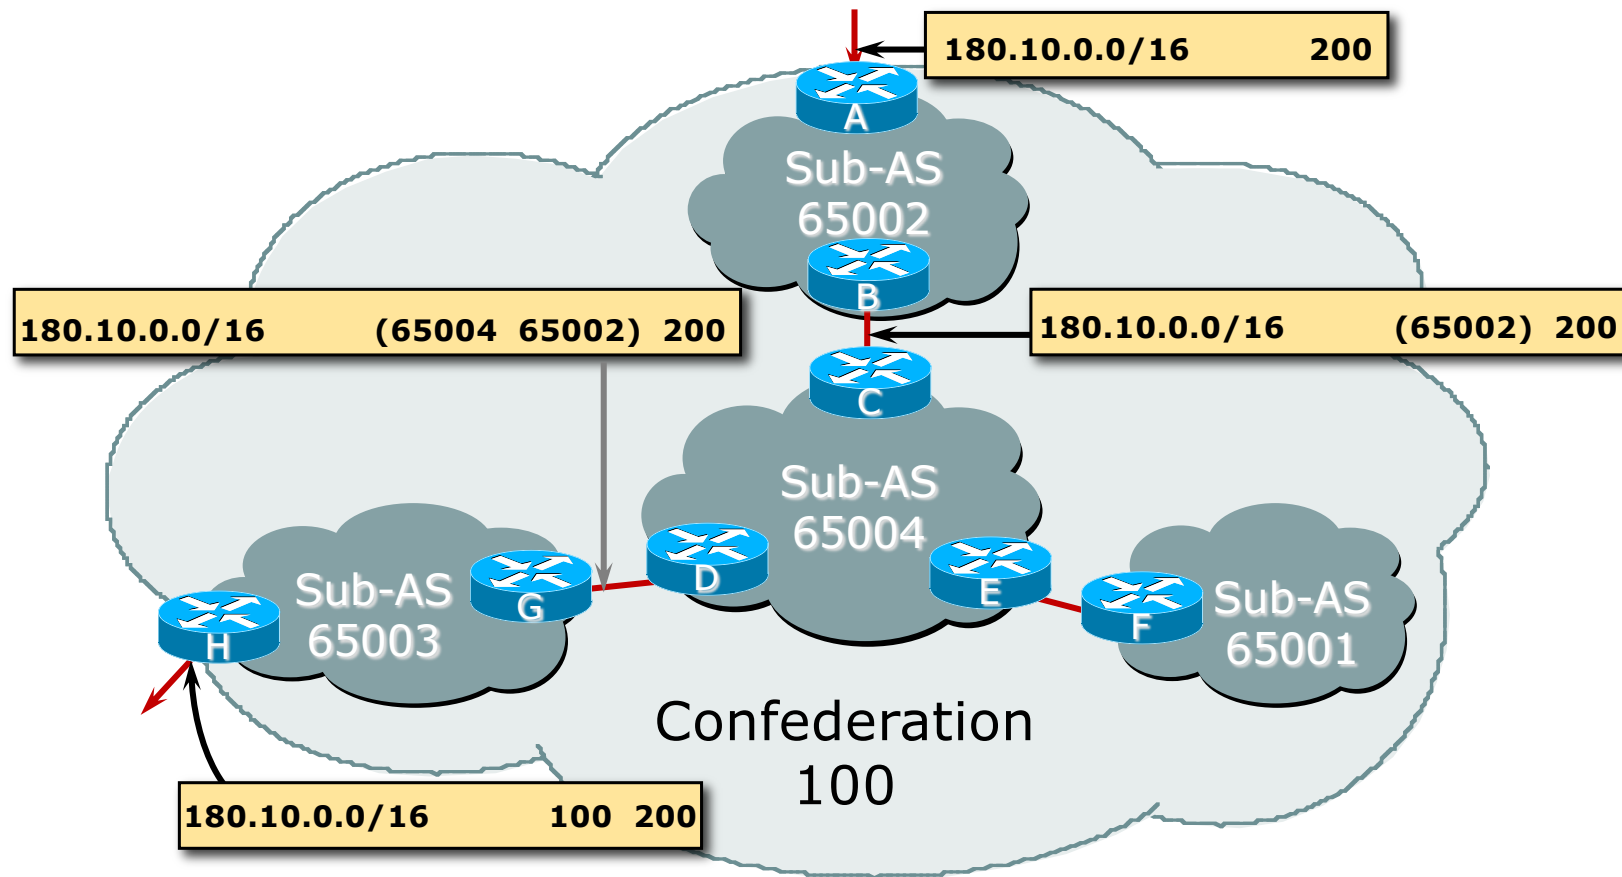 180.10.0.0/16 200
A
Sub-AS
65002
B
180.10.0.0/16 (65004 65002) 200
180.10.0.0/16 (65002) 200
C
Sub-AS
65004
D
E
Sub-AS
65003
G
H
F
Sub-AS
65001
Confederation
100
180.10.0.0/16 100 200